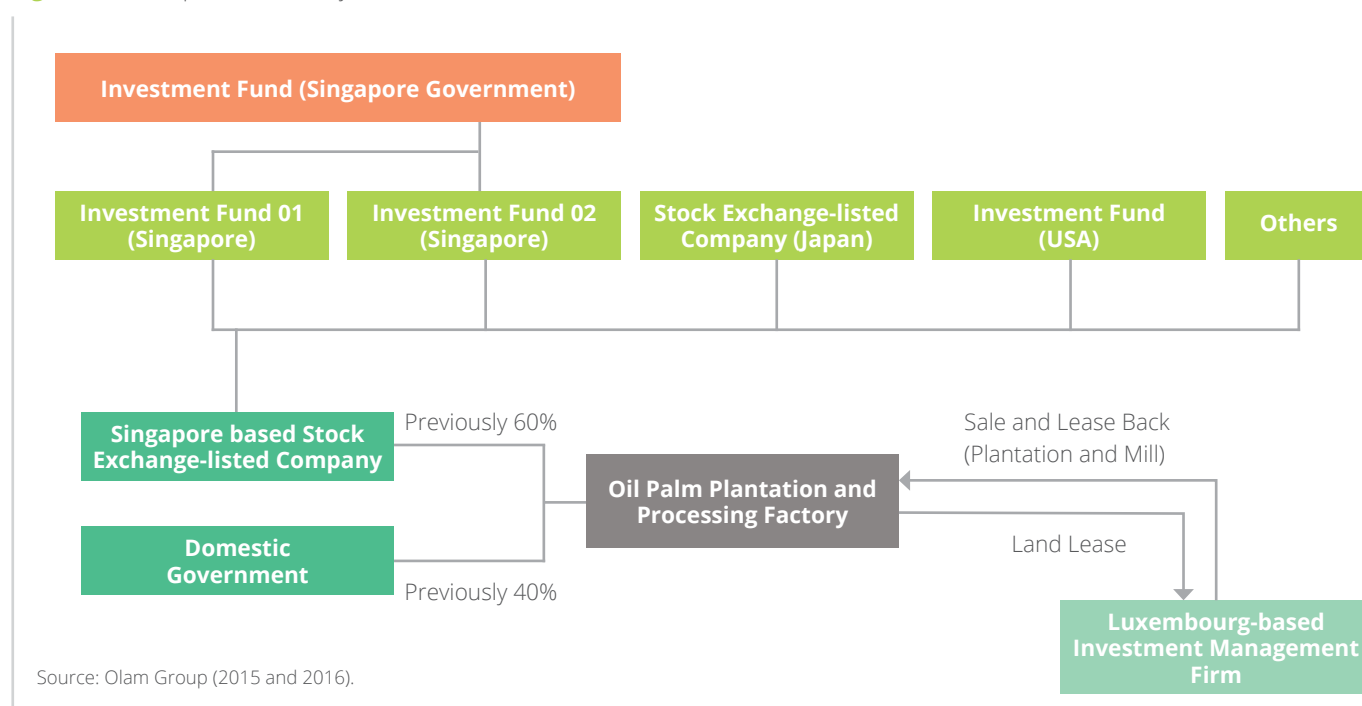 Investment Fund (Singapore Government)
Investment Fund 01
(Singapore)
Investment Fund 02
(Singapore)
Stock Exchange-listed
Company (Japan)
Investment Fund
(USA)
Others
Singapore based Stock
Exchange-listed Company
Previously 60%
Domestic
Government
Previously 40%
Oil Palm Plantation and
Processing Factory
Sale and Lease Back
(Plantation and Mill)
Land Lease
Luxembourg-based
Investment Management
Firm
Source: Olam Group (2015 and 2016).